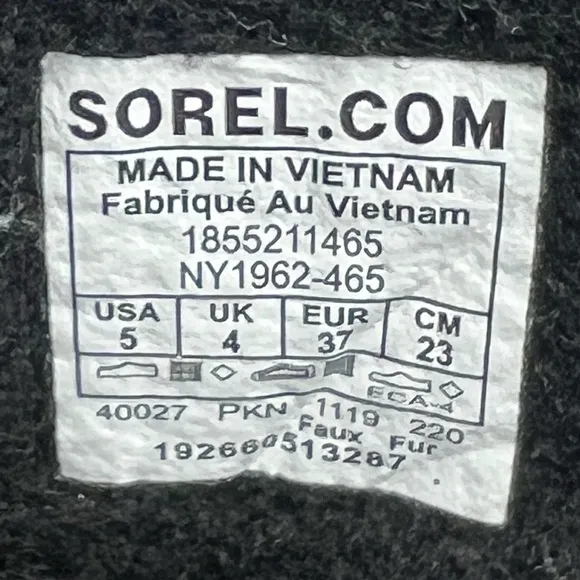 SOREL.COM
MADE IN VIETNAM
Fabriqué Au Vietnam
1855211465
NY1962-465
USA UK EUR CM
5 4 37 23
ECA-4
40027 PKN 1119 220
Faux Fur
192660513287